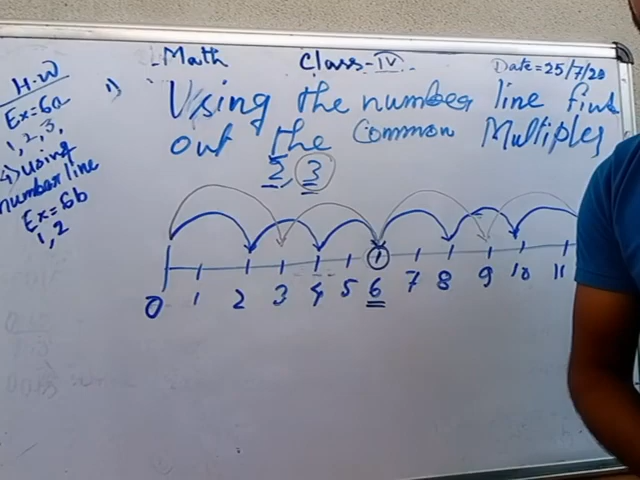 Math Class-IV Date=25/7/20
H.W
Ex=6a
1, 2, 3,
4) using
number line
Ex=6b
1, 2
1) Using the number line find
out the Common Multiples
2, 3
0 1 2 3 4 5 6 7 8 9 10 11